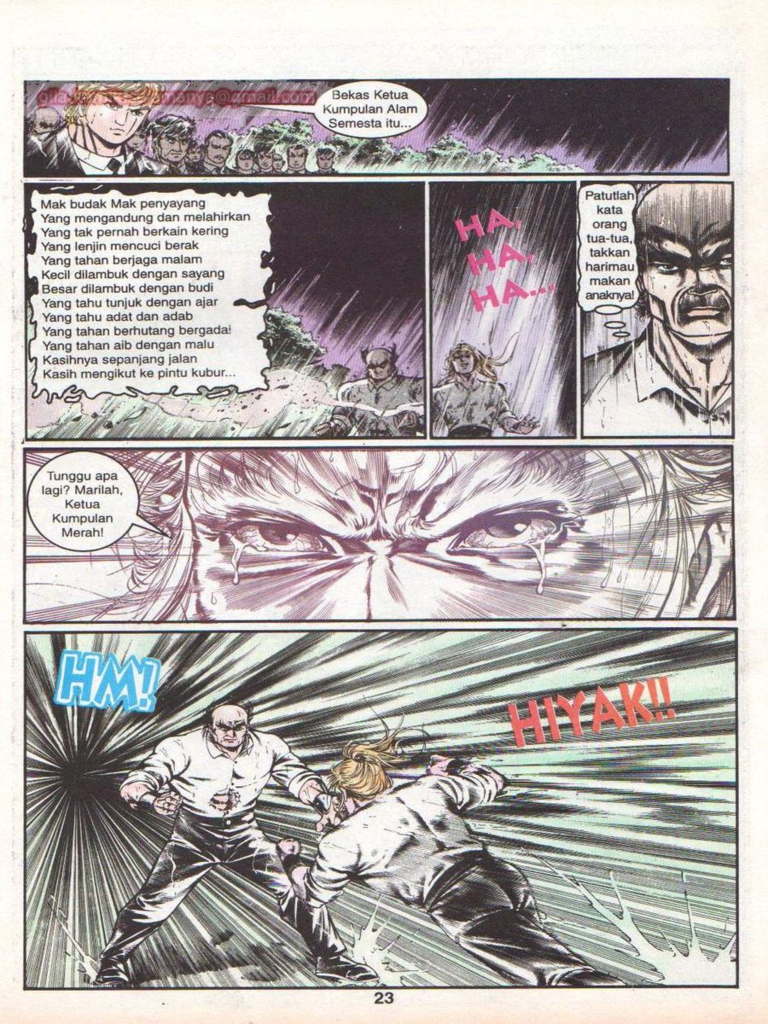 @gmail.com
Bekas Ketua
Kumpulan Alam
Semesta itu...
Mak budak Mak penyayang
Yang mengandung dan melahirkan
Yang tak pernah berkain kering
Yang lenjin mencuci berak
Yang tahan berjaga malam
Kecil dilambuk dengan sayang
Besar dilambuk dengan budi
Yang tahu tunjuk dengan ajar
Yang tahu adat dan adab
Yang tahan berhutang bergadai
Yang tahan aib dengan malu
Kasihnya sepanjang jalan
Kasih mengikut ke pintu kubur...
HA,
HA,
HA...
Patutlah
kata
orang
tua-tua,
takkan
harimau
makan
anaknya!
Tunggu apa
lagi? Marilah,
Ketua
Kumpulan
Merah!
HM!
HIYAK!!
23